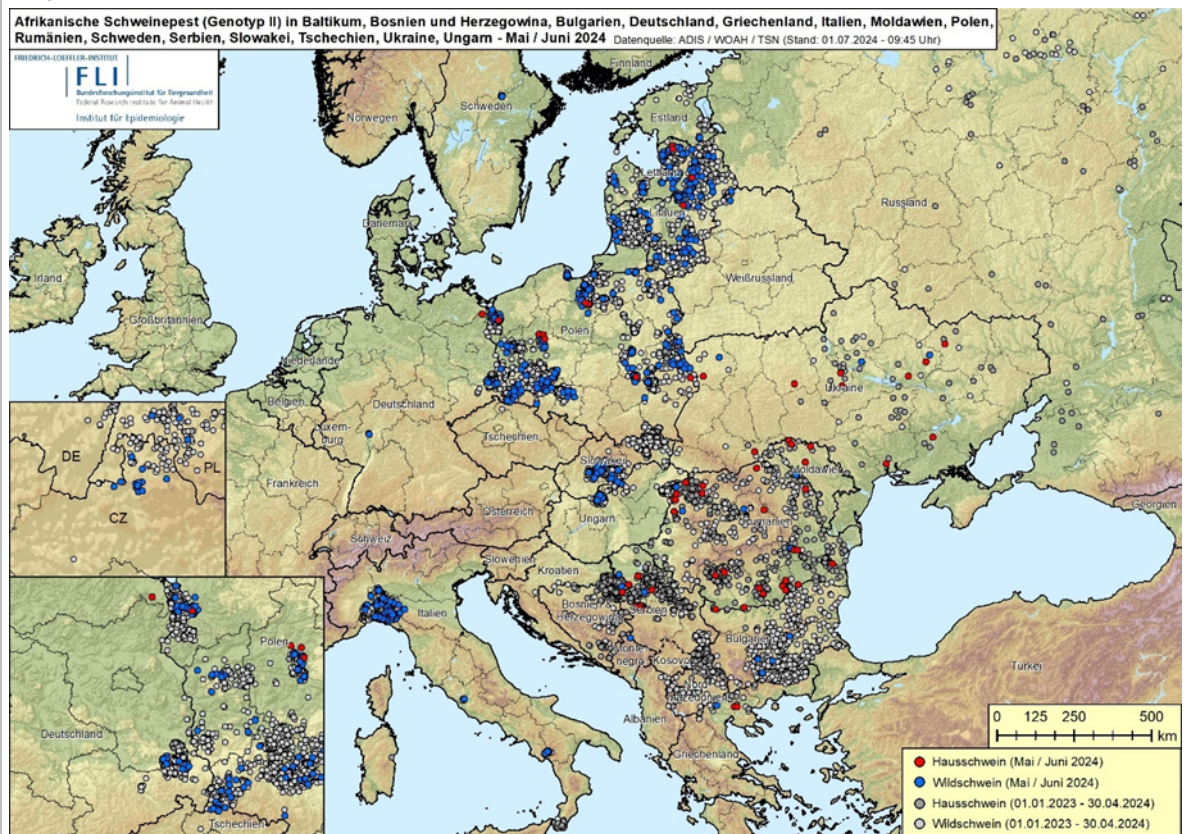 Afrikanische Schweinepest (Genotyp II) in Baltikum, Bosnien und Herzegowina, Bulgarien, Deutschland, Griechenland, Italien, Moldawien, Polen,
Rumänien, Schweden, Serbien, Slowakei, Tschechien, Ukraine, Ungarn - Mai / Juni 2024 Datenquelle: ADIS / WOAH / TSN (Stand: 01.07.2024 - 09:45 Uhr)
FRIEDRICH-LOEFFLER-INSTITUT
FLI
Bundesforschungsinstitut für Tiergesundheit
Federal Research Institute for Animal Health
Institut für Epidemiologie
Finnland
Schweden
Norwegen
Estland
Lettland
Russland
Litauen
Dänemark
Irland
Weißrussland
Großbritannien
Polen
Niederlande
Ukraine
Belgien
Deutschland
Luxem-
burg
Tschechien
DE
PL
CZ
Slowakei
Moldawien
Frankreich
Österreich
Ungarn
Rumänien
Georgien
Schweiz
Slowenien
Kroatien
Italien
Bosnien &
Herzegowina
Serbien
Polen
Monte-
negro
Kosovo
Bulgarien
Türkei
Nord-
Mazedonien
Albanien
Griechenland
Deutschland
Tschechien
0 125 250 500
km
Hausschwein (Mai / Juni 2024)
Wildschwein (Mai / Juni 2024)
Hausschwein (01.01.2023 - 30.04.2024)
Wildschwein (01.01.2023 - 30.04.2024)